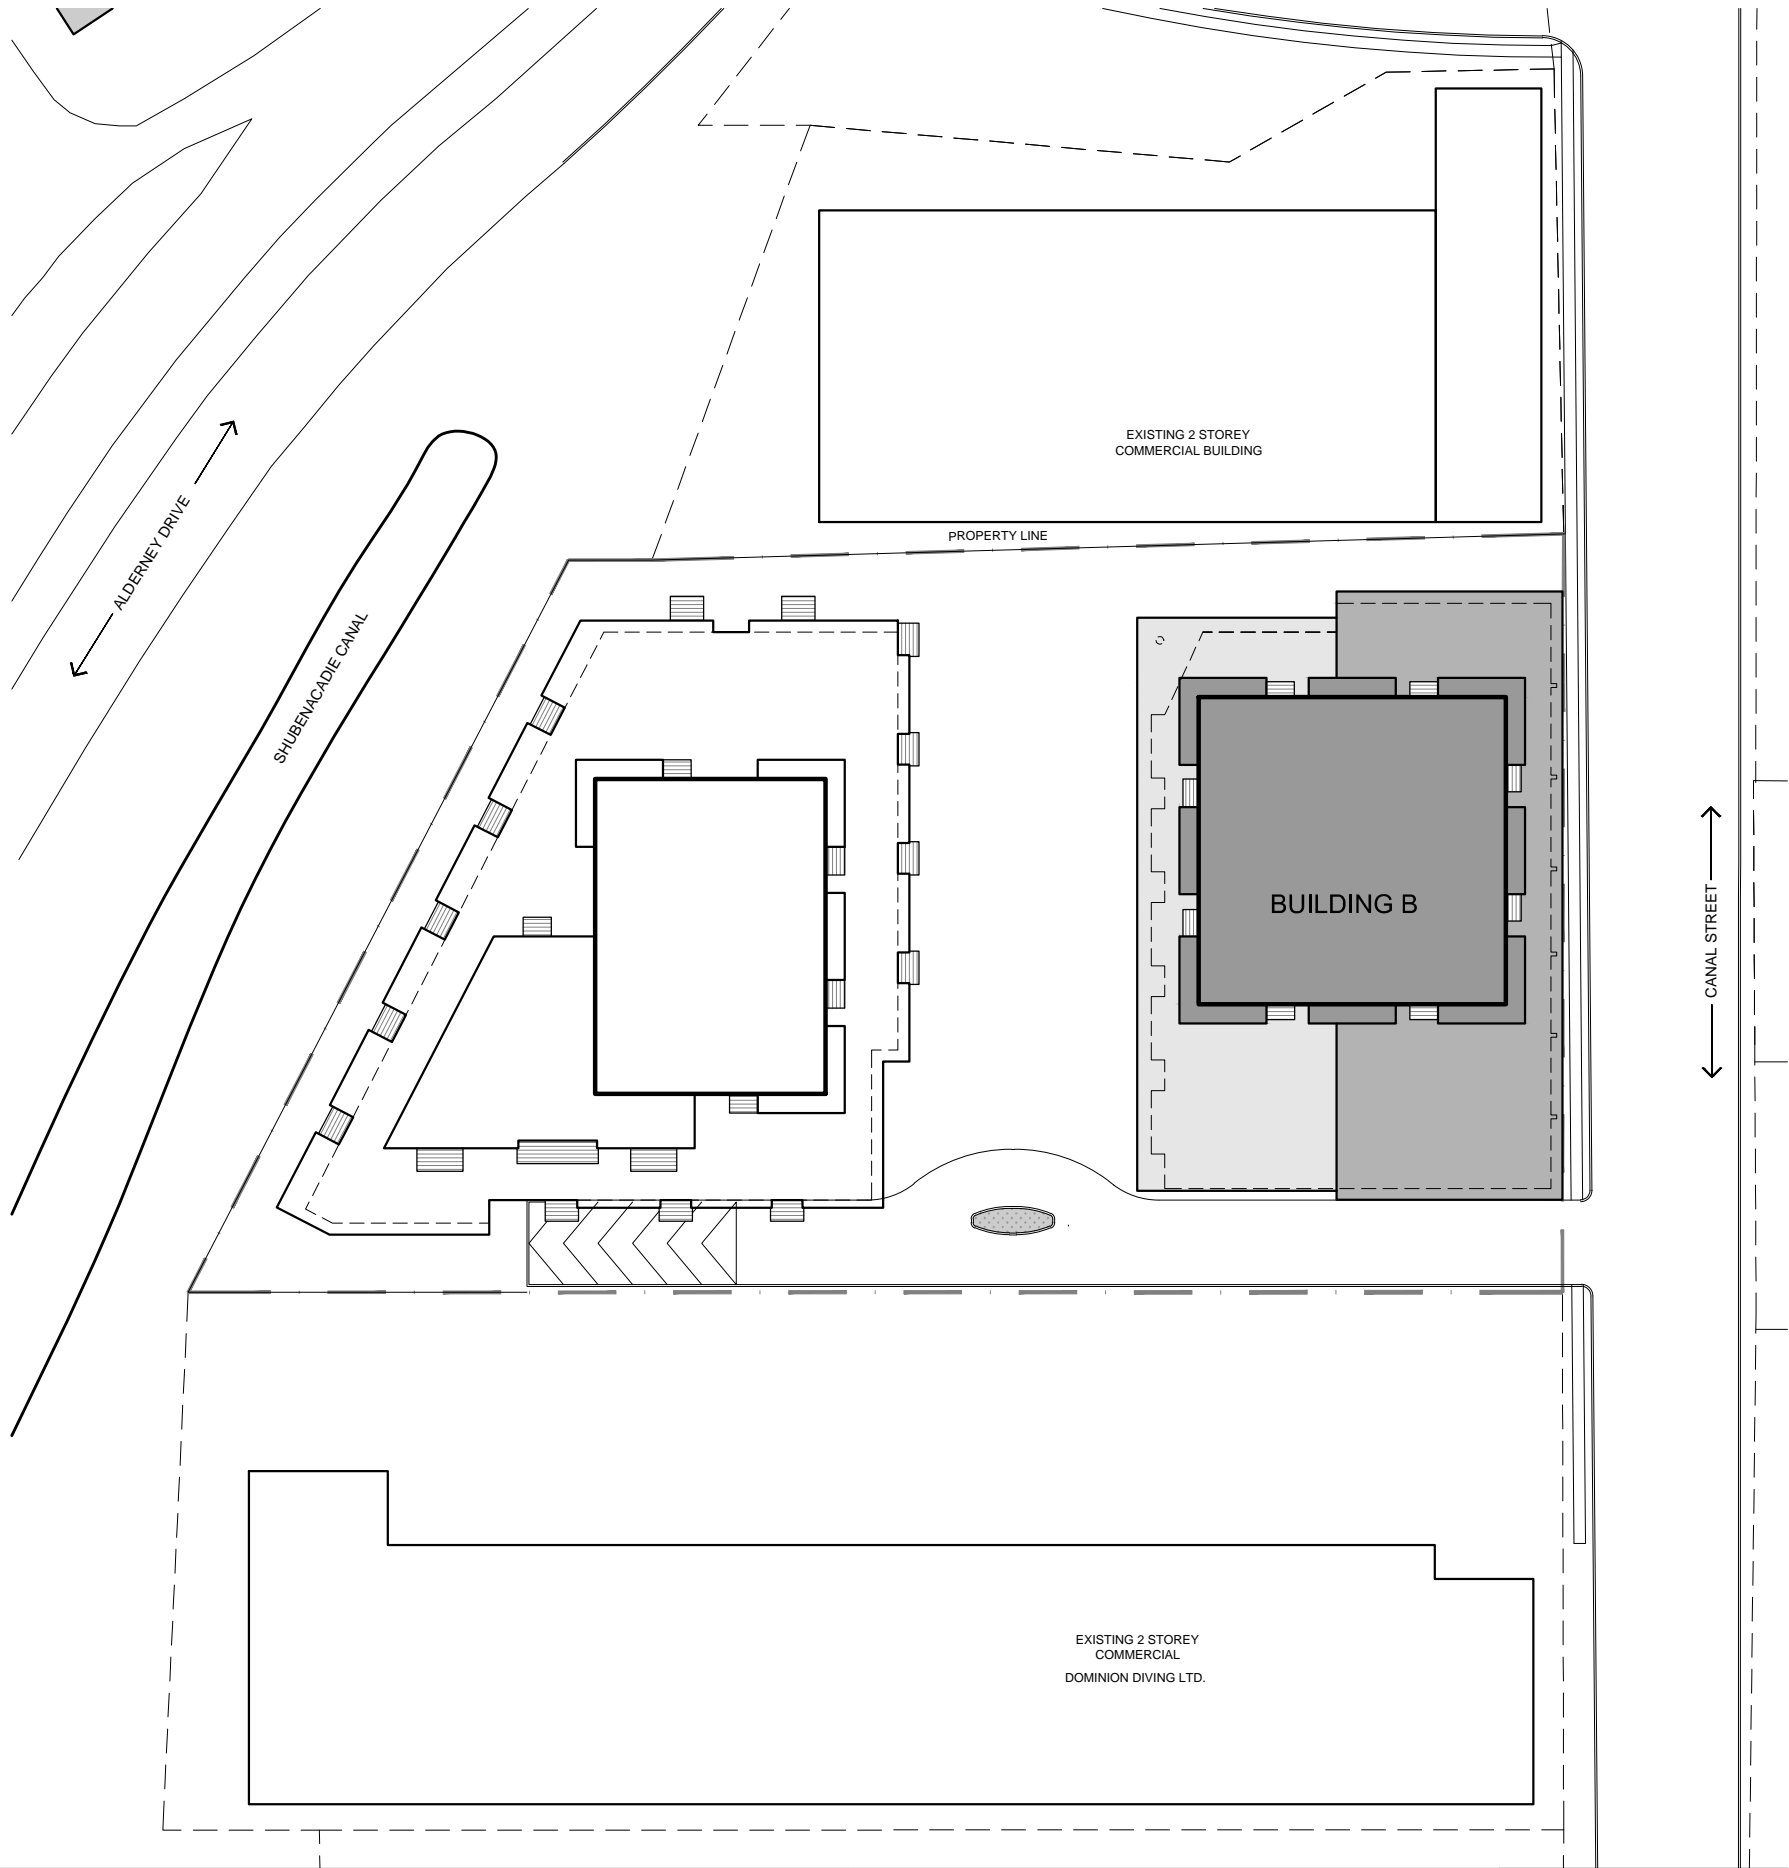 EXISTING 2 STOREY
COMMERCIAL BUILDING
PROPERTY LINE
ALDERNEY DRIVE
SHUBENACADIE CANAL
BUILDING B
CANAL STREET
EXISTING 2 STOREY
COMMERCIAL
DOMINION DIVING LTD.